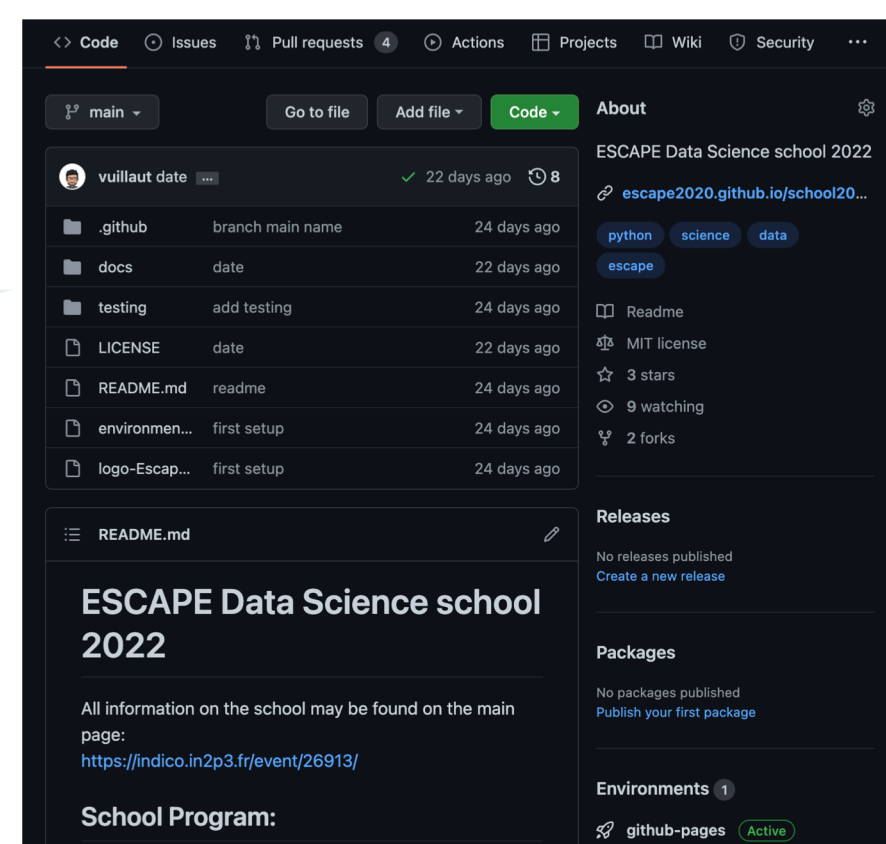 <> Code Issues Pull requests 4 Actions Projects Wiki Security ...
main Go to file Add file Code
vuillaut date ... 22 days ago 8
.github branch main name 24 days ago
docs date 22 days ago
testing add testing 24 days ago
LICENSE date 22 days ago
README.md readme 24 days ago
environmen... first setup 24 days ago
logo-Escap... first setup 24 days ago
README.md
ESCAPE Data Science school
2022
All information on the school may be found on the main
page:
https://indico.in2p3.fr/event/26913/
School Program:
About
ESCAPE Data Science school 2022
escape2020.github.io/school20...
python science data
escape
Readme
MIT license
3 stars
9 watching
2 forks
Releases
No releases published
Create a new release
Packages
No packages published
Publish your first package
Environments 1
github-pages Active